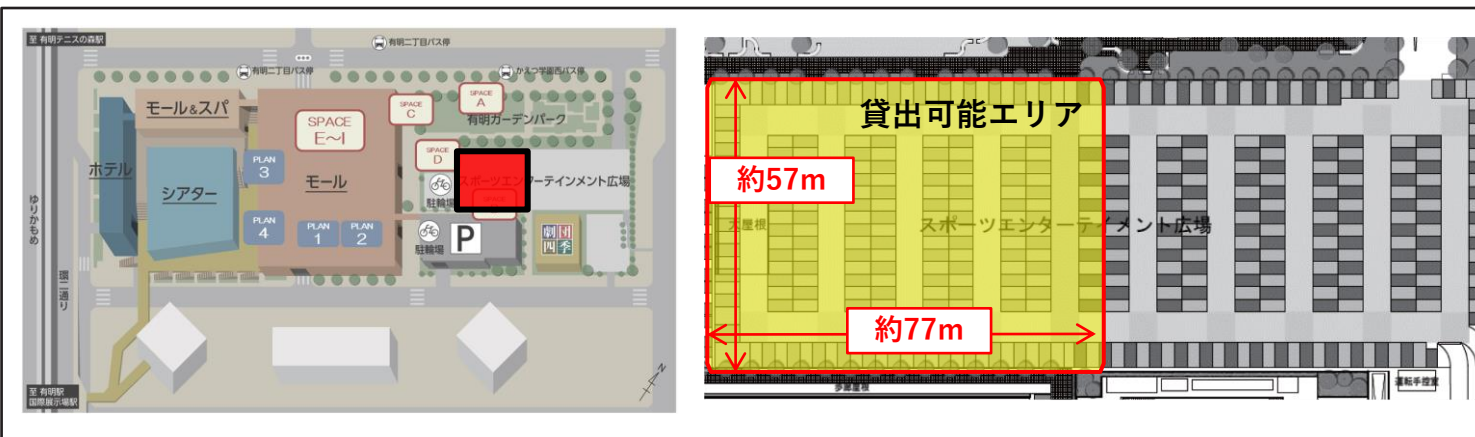 至 有明テニスの森駅
有明二丁目バス停
有明二丁目バス停
かえつ学園西バス停
モール&スパ
SPACE
E～I
SPACE
C
SPACE
A
有明ガーデンパーク
SPACE
D
ホテル
シアター
PLAN
3
モール
スポーツエンターテインメント広場
駐輪場
PLAN
4
PLAN
1
PLAN
2
駐輪場
P
劇団
四季
ゆりかもめ
環二通り
至 有明駅
国際展示場駅
N
貸出可能エリア
約57m
大屋根
スポーツエンターテイメント広場
約77m
歩廊屋根
運転手控室